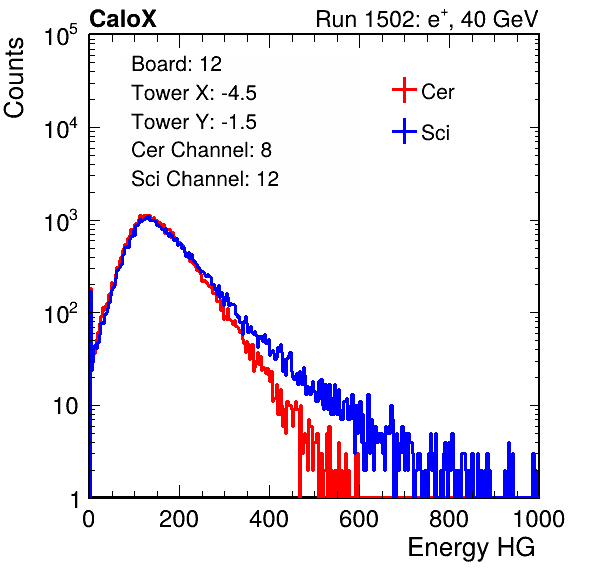 CaloX Run 1502: e⁺, 40 GeV
Counts
Board: 12
Tower X: -4.5
Tower Y: -1.5
Cer Channel: 8
Sci Channel: 12
Cer
Sci
10⁵
10⁴
10³
10²
10
1
0 200 400 600 800 1000
Energy HG